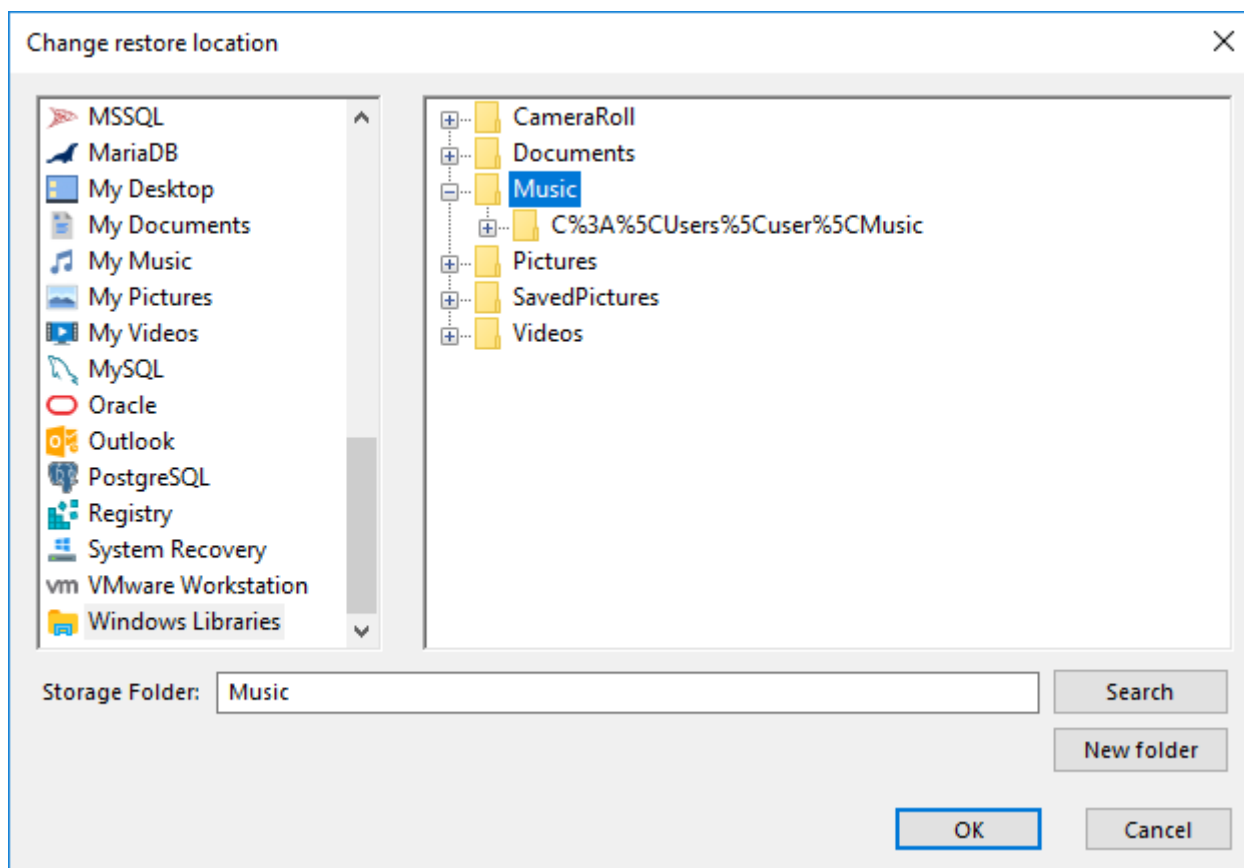 Change restore location
MSSQL
MariaDB
My Desktop
My Documents
My Music
My Pictures
My Videos
MySQL
Oracle
Outlook
PostgreSQL
Registry
System Recovery
vm VMware Workstation
Windows Libraries
CameraRoll
Documents
Music
C%3A%5CUsers%5Cuser%5CMusic
Pictures
SavedPictures
Videos
Storage Folder: Music
Search
New folder
OK
Cancel